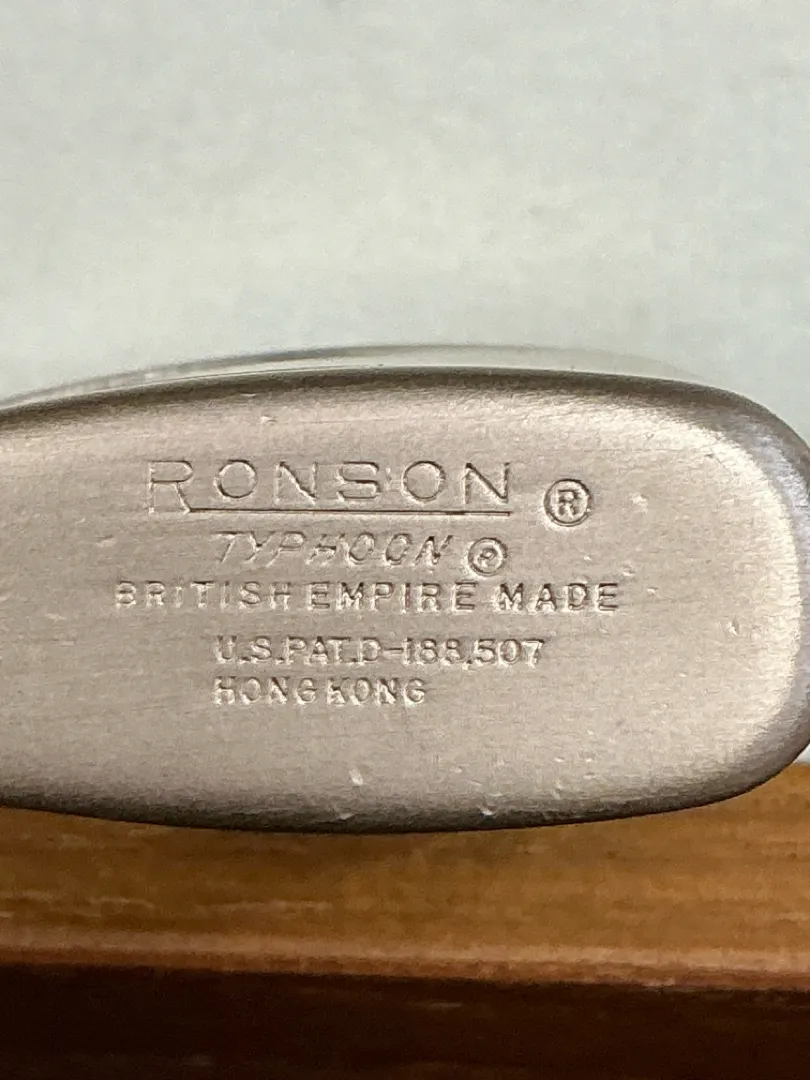 RONSON ®
TYPHOON ®
BRITISH EMPIRE MADE
U.S.PAT.D-188,507
HONG KONG